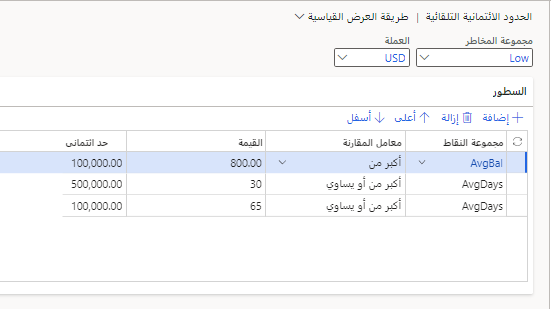 الحدود الأئتمانية التلقائية | طريقة العرض القياسية
مجموعة المخاطر العملة
Low USD
السطور
إضافة إزالة أعلى أسفل
مجموعة النقاط معامل المقارنة القيمة حد ائتماني
AvgBal أكبر من 800.00 100,000.00
AvgDays أكبر من أو يساوي 30 500,000.00
AvgDays أكبر من أو يساوي 65 100,000.00